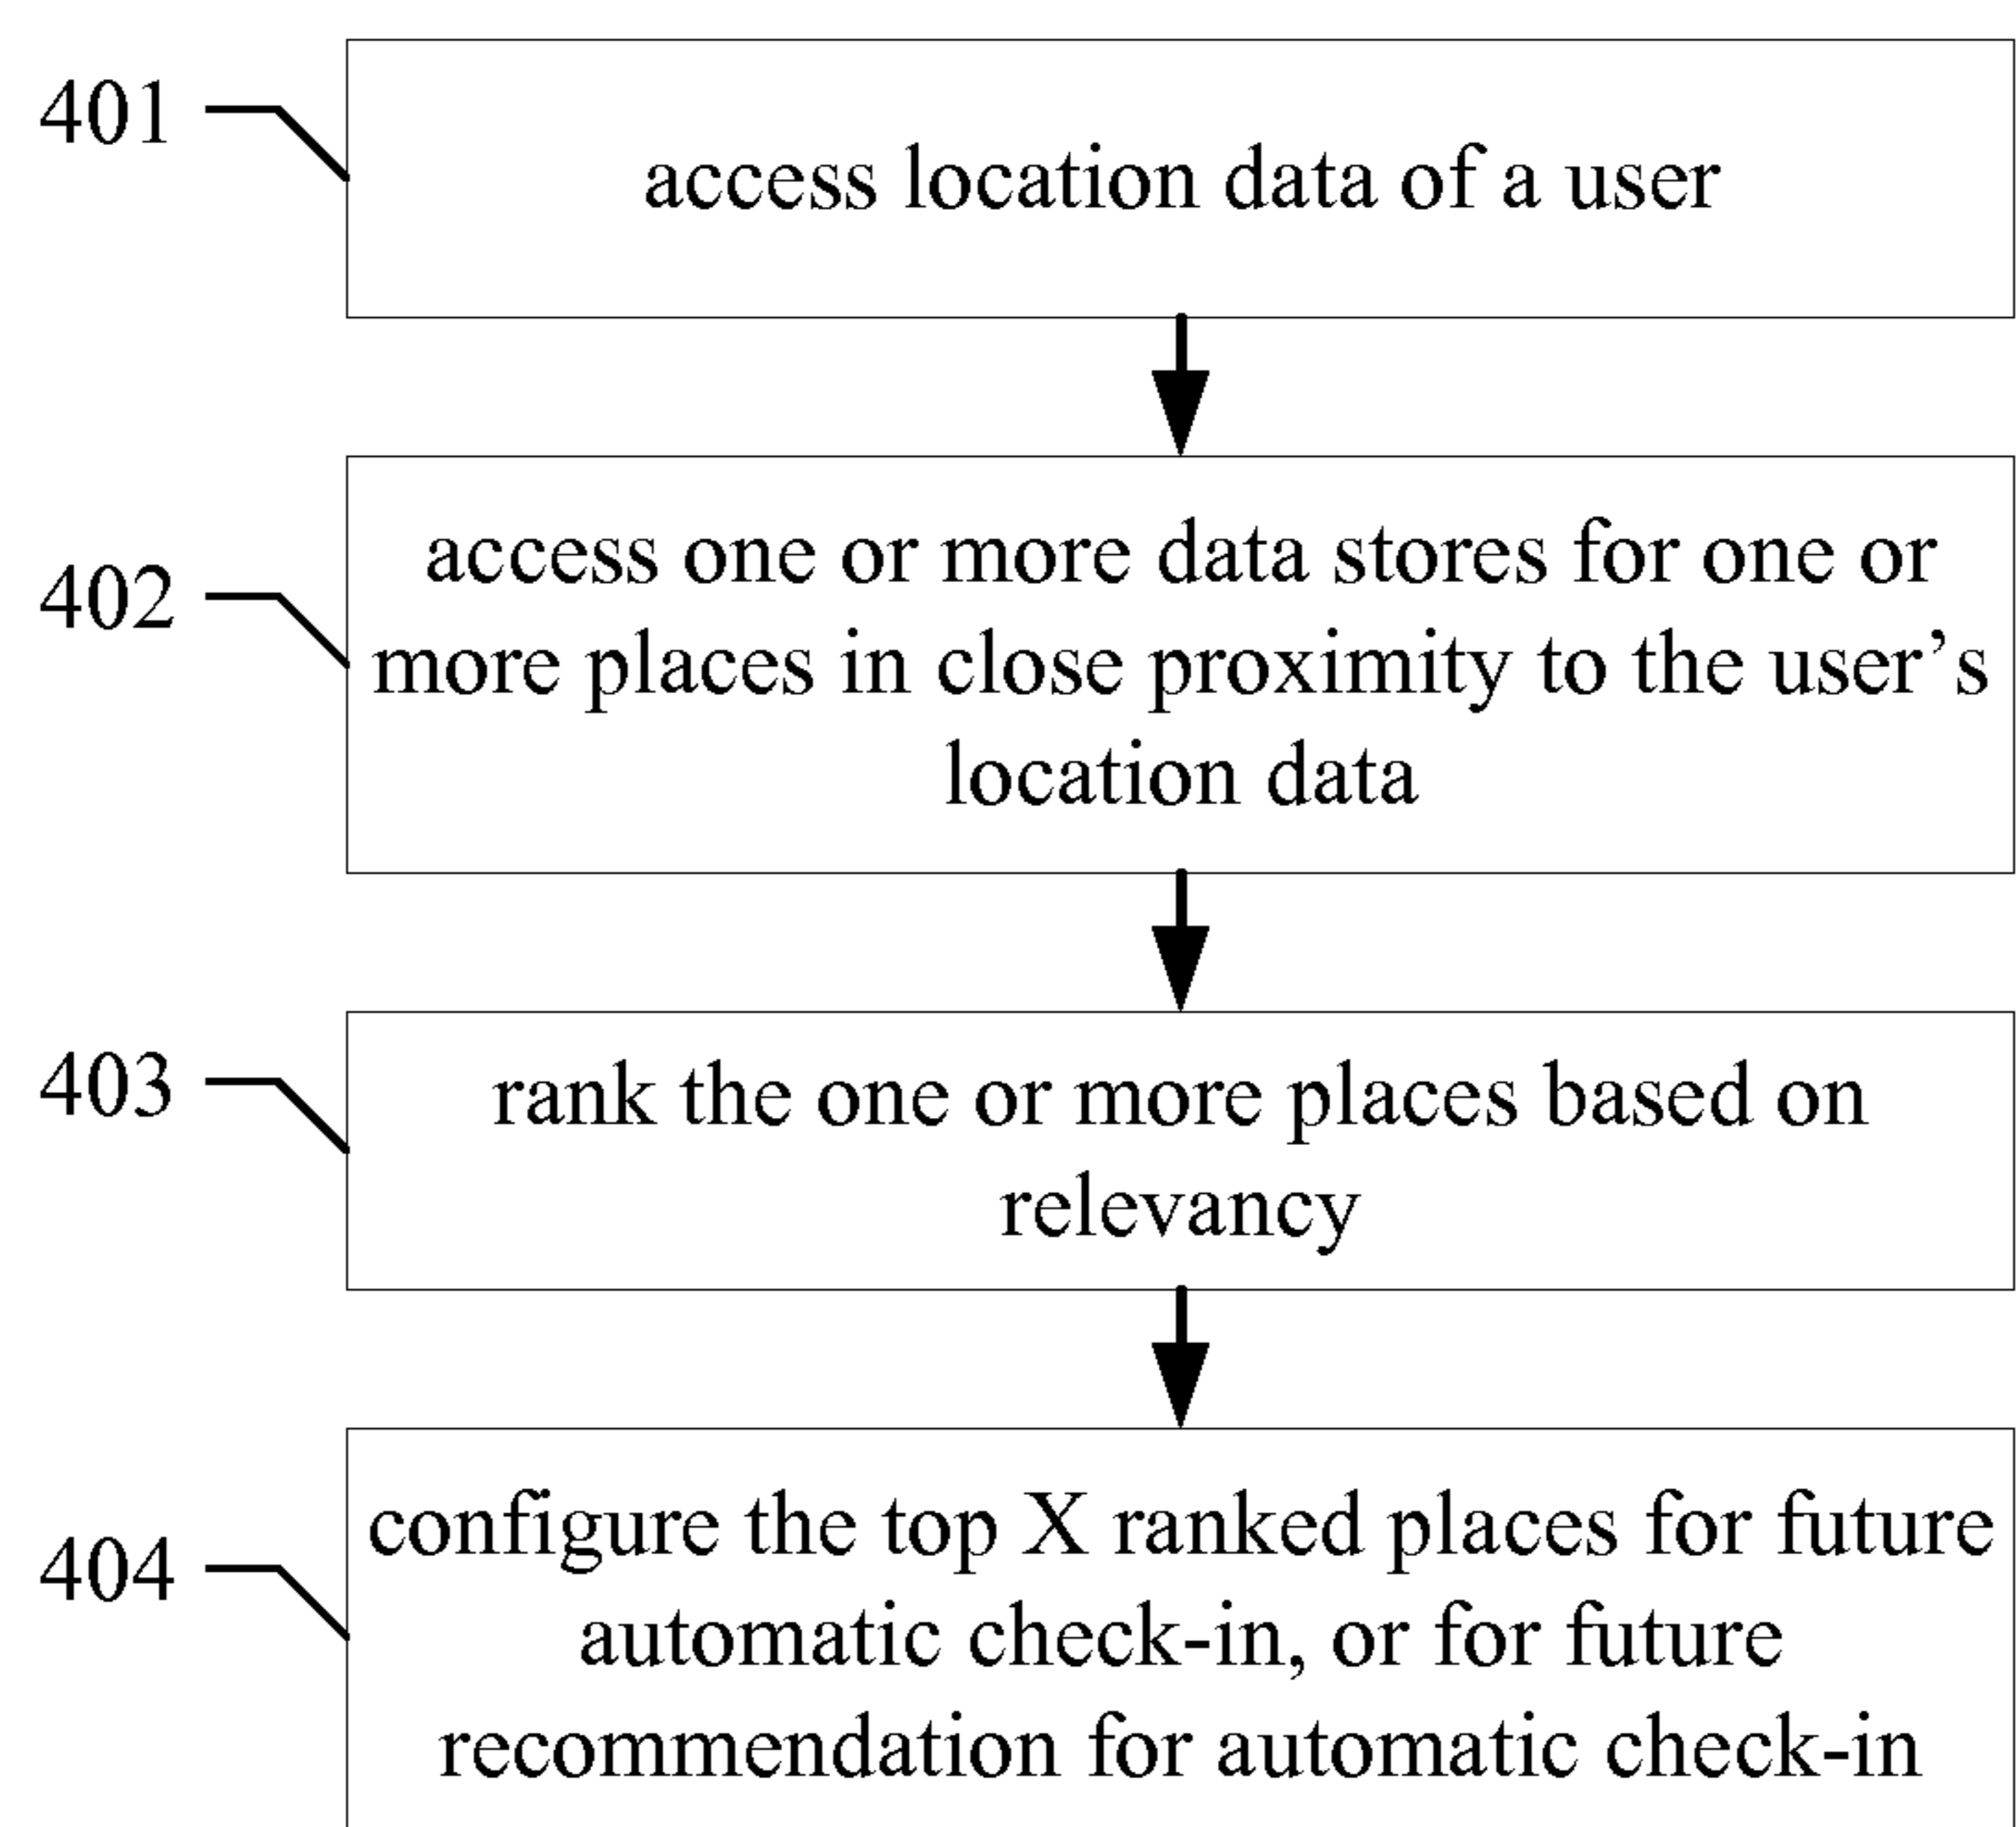 401
access location data of a user
402
access one or more data stores for one or
more places in close proximity to the user’s
location data
403
rank the one or more places based on
relevancy
404
configure the top X ranked places for future
automatic check-in, or for future
recommendation for automatic check-in